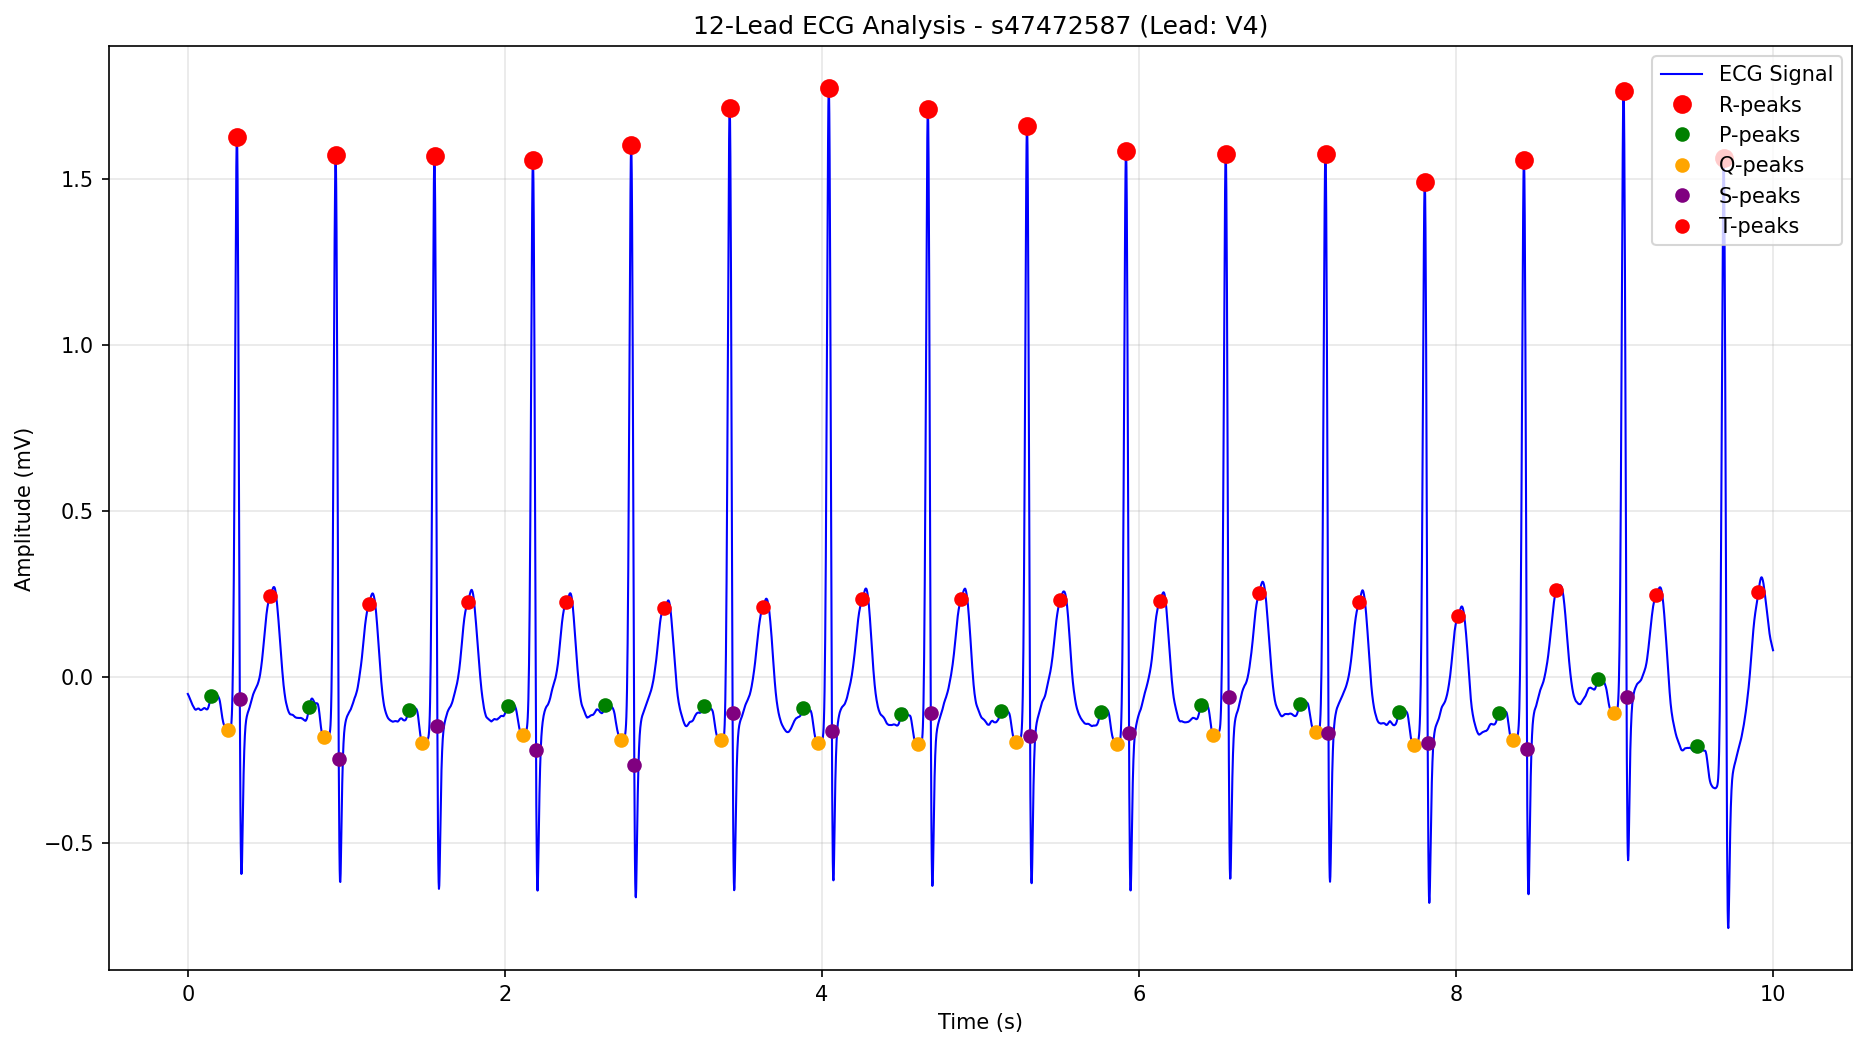 12-Lead ECG Analysis - s47472587 (Lead: V4)
ECG Signal
R-peaks
P-peaks
Q-peaks
S-peaks
T-peaks
Amplitude (mV)
1.5
1.0
0.5
0.0
−0.5
0 2 4 6 8 10
Time (s)